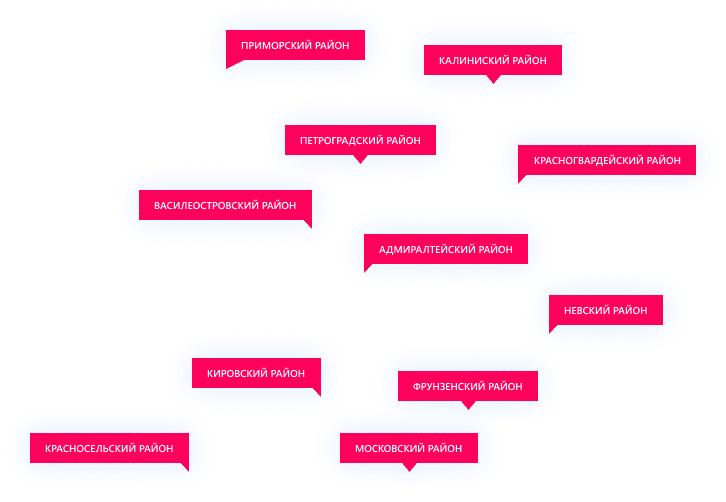 ПРИМОРСКИЙ РАЙОН
КАЛИНИСКИЙ РАЙОН
ПЕТРОГРАДСКИЙ РАЙОН
КРАСНОГВАРДЕЙСКИЙ РАЙОН
ВАСИЛЕОСТРОВСКИЙ РАЙОН
АДМИРАЛТЕЙСКИЙ РАЙОН
НЕВСКИЙ РАЙОН
КИРОВСКИЙ РАЙОН
ФРУНЗЕНСКИЙ РАЙОН
КРАСНОСЕЛЬСКИЙ РАЙОН
МОСКОВСКИЙ РАЙОН